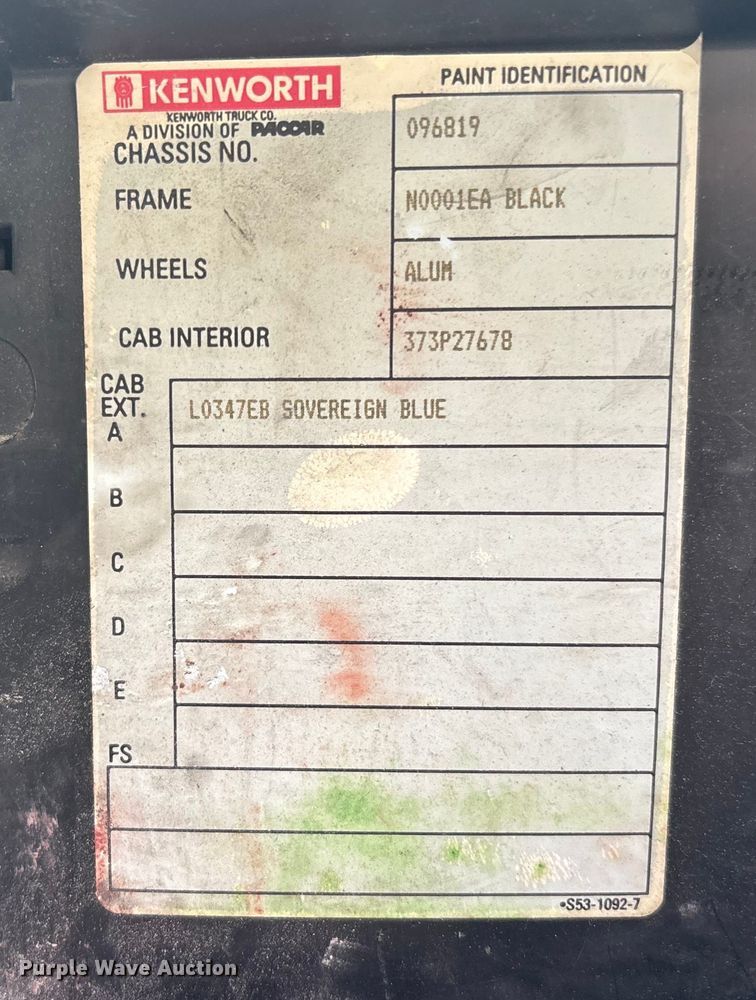 KENWORTH
PAINT IDENTIFICATION
KENWORTH TRUCK CO.
A DIVISION OF PACCAR
CHASSIS NO. 096819
FRAME N0001EA BLACK
WHEELS ALUM
CAB INTERIOR 373P27678
CAB
EXT.
A L0347EB SOVEREIGN BLUE
B
C
D
E
FS
•S53-1092-7
Purple Wave Auction